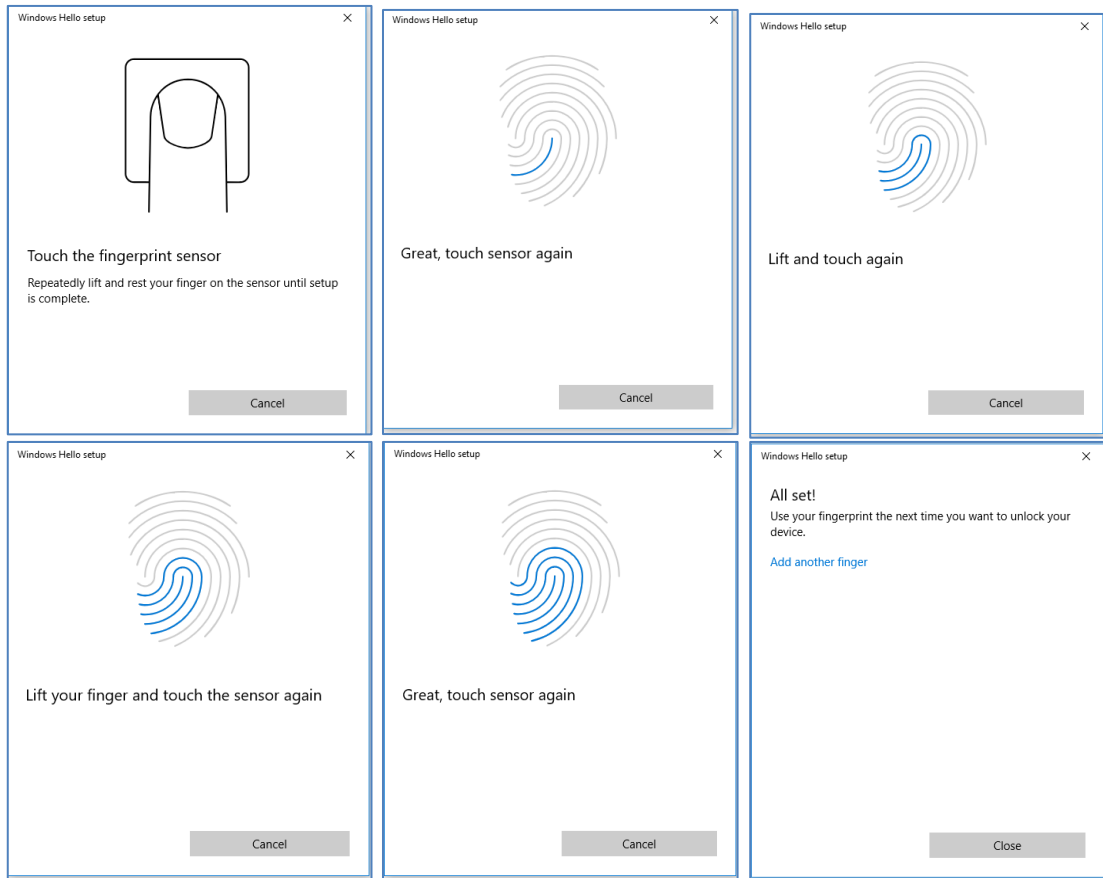 Windows Hello setup
Touch the fingerprint sensor
Repeatedly lift and rest your finger on the sensor until setup
is complete.
Cancel
Windows Hello setup
Great, touch sensor again
Cancel
Windows Hello setup
Lift and touch again
Cancel
Windows Hello setup
Lift your finger and touch the sensor again
Cancel
Windows Hello setup
Great, touch sensor again
Cancel
Windows Hello setup
All set!
Use your fingerprint the next time you want to unlock your
device.
Add another finger
Close